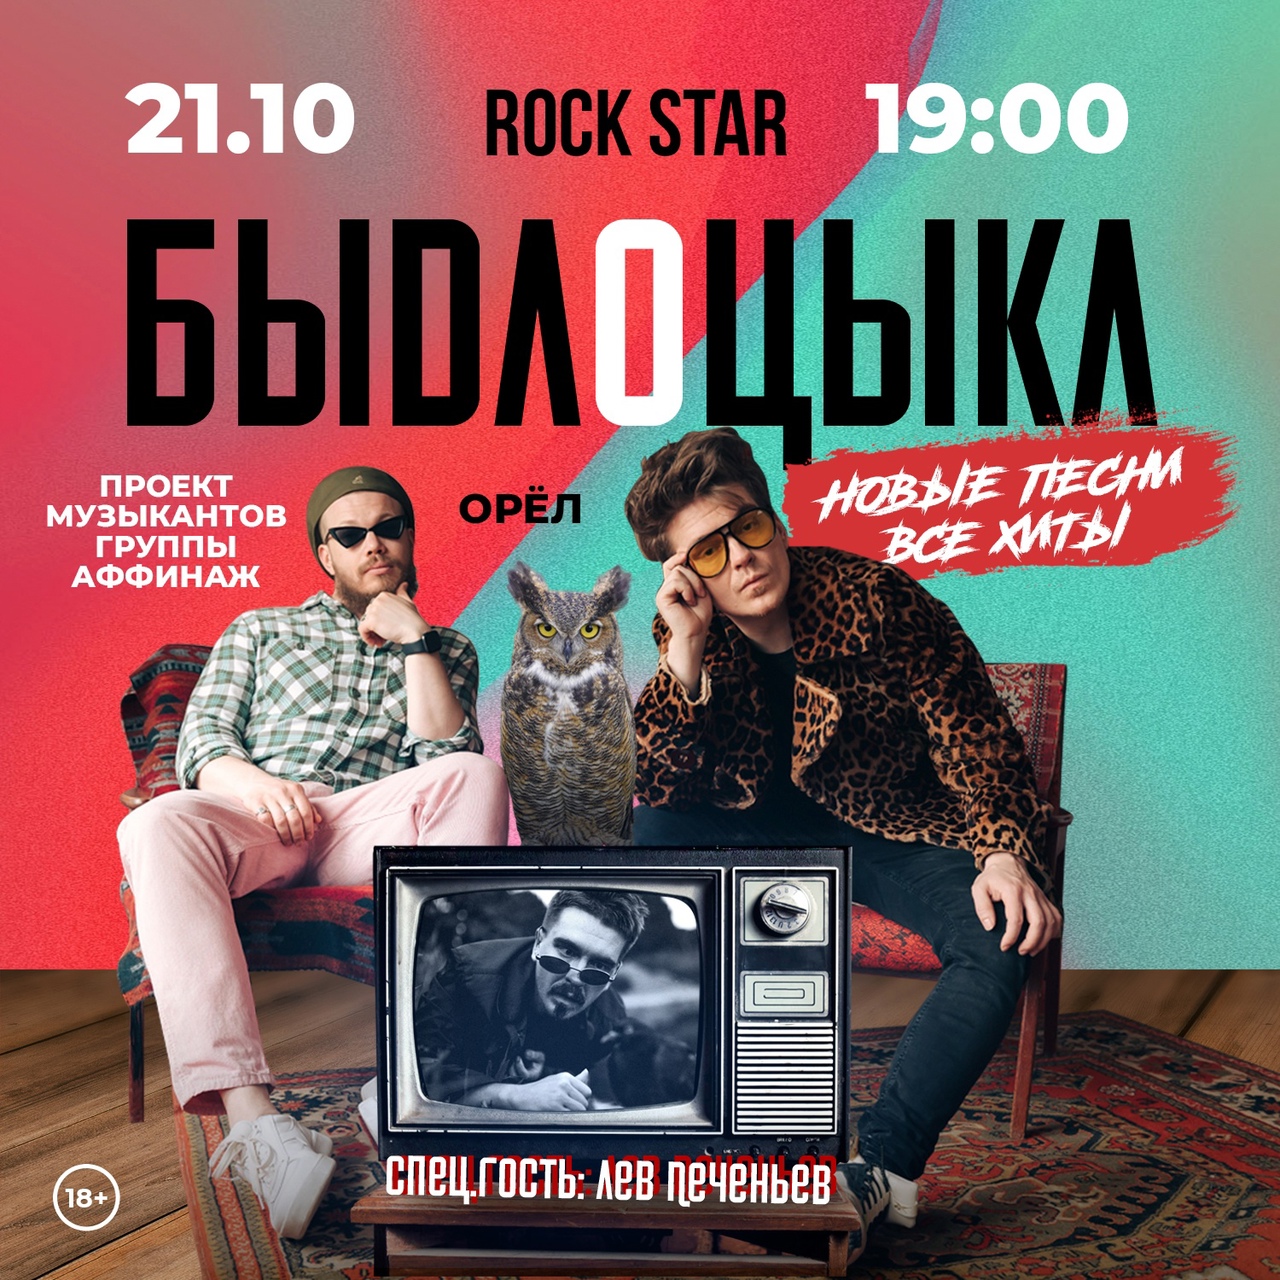 21.10
ROCK STAR
19:00
БЫДЛОЦЫКЛ
НОВЫЕ ПЕСНИ
ВСЕ ХИТЫ
ПРОЕКТ
МУЗЫКАНТОВ
ГРУППЫ
АФФИНАЖ
ОРЁЛ
СПЕЦ.ГОСТЬ: ЛЕВ ПЕЧЕНЬЕВ
18+